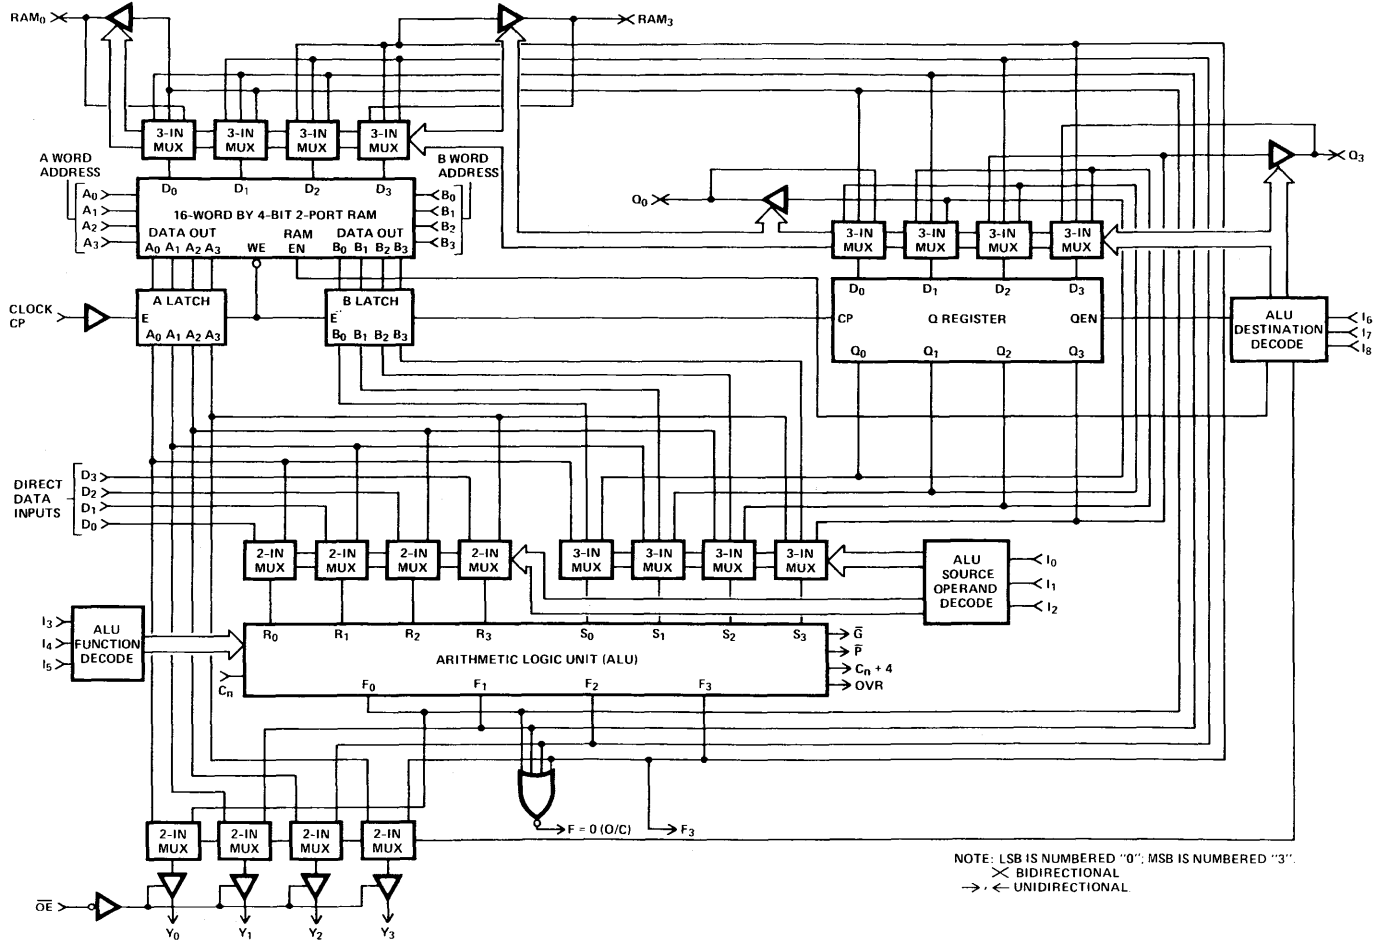 RAM₀
RAM₃
3-IN MUX
3-IN MUX
3-IN MUX
3-IN MUX
A WORD ADDRESS
B WORD ADDRESS
Q₃
Q₀
D₀ D₁ D₂ D₃
A₀
A₁
A₂
A₃
B₀
B₁
B₂
B₃
16-WORD BY 4-BIT 2-PORT RAM
DATA OUT
RAM EN
DATA OUT
A₀ A₁ A₂ A₃
WE
B₀ B₁ B₂ B₃
3-IN MUX
3-IN MUX
3-IN MUX
3-IN MUX
CLOCK CP
A LATCH
E
A₀ A₁ A₂ A₃
B LATCH
E
B₀ B₁ B₂ B₃
D₀ D₁ D₂ D₃
CP
Q REGISTER
QEN
Q₀ Q₁ Q₂ Q₃
ALU DESTINATION DECODE
I₆
I₇
I₈
DIRECT DATA INPUTS
D₃
D₂
D₁
D₀
2-IN MUX
2-IN MUX
2-IN MUX
2-IN MUX
3-IN MUX
3-IN MUX
3-IN MUX
3-IN MUX
ALU SOURCE OPERAND DECODE
I₀
I₁
I₂
I₃
I₄
I₅
ALU FUNCTION DECODE
R₀ R₁ R₂ R₃ S₀ S₁ S₂ S₃
ARITHMETIC LOGIC UNIT (ALU)
Cₙ
F₀ F₁ F₂ F₃
G̅
P̅
Cₙ + 4
OVR
F = 0 (O/C)
F₃
2-IN MUX
2-IN MUX
2-IN MUX
2-IN MUX
O̅E̅
Y₀ Y₁ Y₂ Y₃
NOTE: LSB IS NUMBERED "0"; MSB IS NUMBERED "3".
BIDIRECTIONAL
→, ← UNIDIRECTIONAL